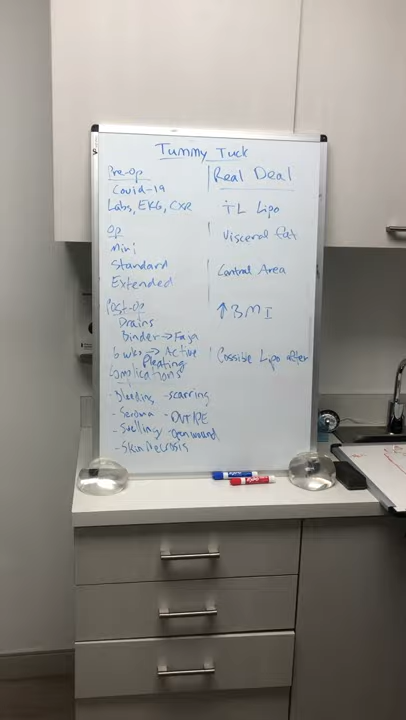 Tummy Tuck
Pre-op
Covid-19
Labs, EKG, CXR
op
Mini
Standard
Extended
Post-op
Drains
Binder → Faja
6 wks → Active
Pleating
Complications
- Bleeding - scarring
- Seroma - DVT/PE
- Swelling - open wound
- Skin Necrosis
Real Deal
TL Lipo
Visceral fat
Central Area
↑ BMI
Lipo after